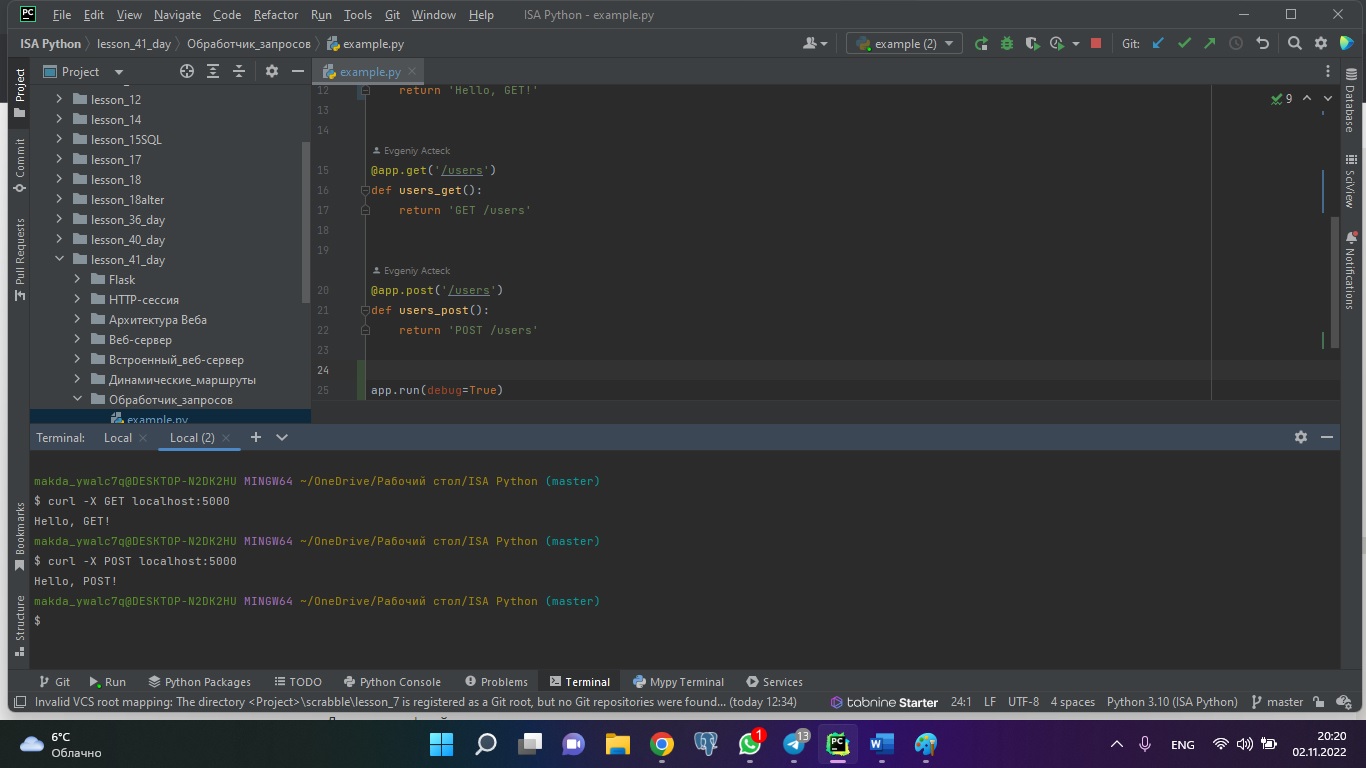 PC File Edit View Navigate Code Refactor Run Tools Git Window Help ISA Python - example.py
ISA Python lesson_41_day Обработчик_запросов example.py example (2) Git:
Project
example.py
Project
Commit
Pull Requests
Bookmarks
Structure
lesson_12
lesson_14
lesson_15SQL
lesson_17
lesson_18
lesson_18alter
lesson_36_day
lesson_40_day
lesson_41_day
Flask
HTTP-сессия
Архитектура Веба
Веб-сервер
Встроенный_веб-сервер
Динамические_маршруты
Обработчик_запросов
example.py
12 return 'Hello, GET!'
13
14
Evgeniy Acteck
15 @app.get('/users')
16 def users_get():
17 return 'GET /users'
18
19
Evgeniy Acteck
20 @app.post('/users')
21 def users_post():
22 return 'POST /users'
23
24
25 app.run(debug=True)
9
Database
SciView
Notifications
Terminal: Local Local (2)
makda_ywalc7q@DESKTOP-N2DK2HU MINGW64 ~/OneDrive/Рабочий стол/ISA Python (master)
$ curl -X GET localhost:5000
Hello, GET!
makda_ywalc7q@DESKTOP-N2DK2HU MINGW64 ~/OneDrive/Рабочий стол/ISA Python (master)
$ curl -X POST localhost:5000
Hello, POST!
makda_ywalc7q@DESKTOP-N2DK2HU MINGW64 ~/OneDrive/Рабочий стол/ISA Python (master)
$
Git Run Python Packages TODO Python Console Problems Terminal Mypy Terminal Services
Invalid VCS root mapping: The directory <Project>\scrabble\lesson_7 is registered as a Git root, but no Git repositories were found... (today 12:34) tabnine Starter 24:1 LF UTF-8 4 spaces Python 3.10 (ISA Python) master
6°C
Облачно
1
13
PC
W
ENG
20:20
02.11.2022